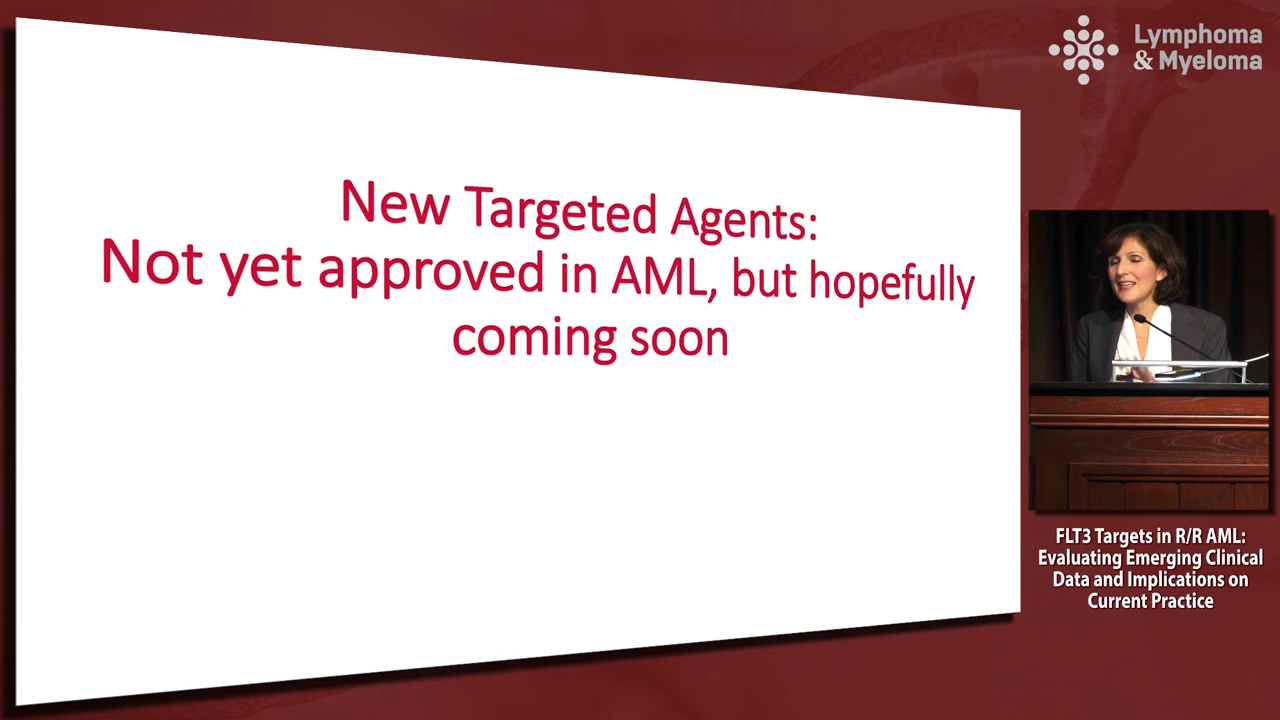 Lymphoma
& Myeloma
New Targeted Agents:
Not yet approved in AML, but hopefully
coming soon
FLT3 Targets in R/R AML:
Evaluating Emerging Clinical
Data and Implications on
Current Practice